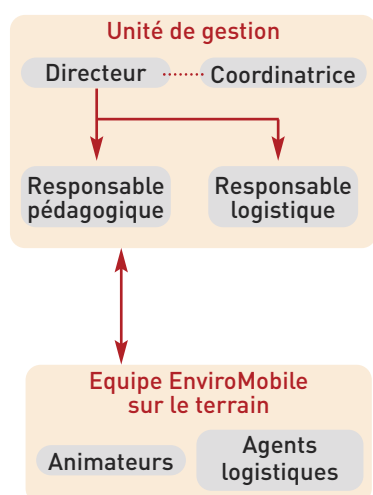 Unité de gestion
Directeur
Coordinatrice
Responsable
pédagogique
Responsable
logistique
Equipe EnviroMobile
sur le terrain
Animateurs
Agents
logistiques